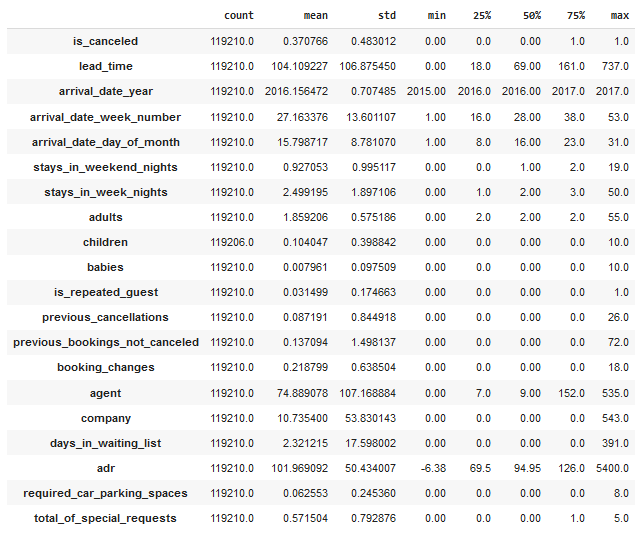 count mean std min 25% 50% 75% max
is_canceled 119210.0 0.370766 0.483012 0.00 0.0 0.00 1.0 1.0
lead_time 119210.0 104.109227 106.875450 0.00 18.0 69.00 161.0 737.0
arrival_date_year 119210.0 2016.156472 0.707485 2015.00 2016.0 2016.00 2017.0 2017.0
arrival_date_week_number 119210.0 27.163376 13.601107 1.00 16.0 28.00 38.0 53.0
arrival_date_day_of_month 119210.0 15.798717 8.781070 1.00 8.0 16.00 23.0 31.0
stays_in_weekend_nights 119210.0 0.927053 0.995117 0.00 0.0 1.00 2.0 19.0
stays_in_week_nights 119210.0 2.499195 1.897106 0.00 1.0 2.00 3.0 50.0
adults 119210.0 1.859206 0.575186 0.00 2.0 2.00 2.0 55.0
children 119206.0 0.104047 0.398842 0.00 0.0 0.00 0.0 10.0
babies 119210.0 0.007961 0.097509 0.00 0.0 0.00 0.0 10.0
is_repeated_guest 119210.0 0.031499 0.174663 0.00 0.0 0.00 0.0 1.0
previous_cancellations 119210.0 0.087191 0.844918 0.00 0.0 0.00 0.0 26.0
previous_bookings_not_canceled 119210.0 0.137094 1.498137 0.00 0.0 0.00 0.0 72.0
booking_changes 119210.0 0.218799 0.638504 0.00 0.0 0.00 0.0 18.0
agent 119210.0 74.889078 107.168884 0.00 7.0 9.00 152.0 535.0
company 119210.0 10.735400 53.830143 0.00 0.0 0.00 0.0 543.0
days_in_waiting_list 119210.0 2.321215 17.598002 0.00 0.0 0.00 0.0 391.0
adr 119210.0 101.969092 50.434007 -6.38 69.5 94.95 126.0 5400.0
required_car_parking_spaces 119210.0 0.062553 0.245360 0.00 0.0 0.00 0.0 8.0
total_of_special_requests 119210.0 0.571504 0.792876 0.00 0.0 0.00 1.0 5.0